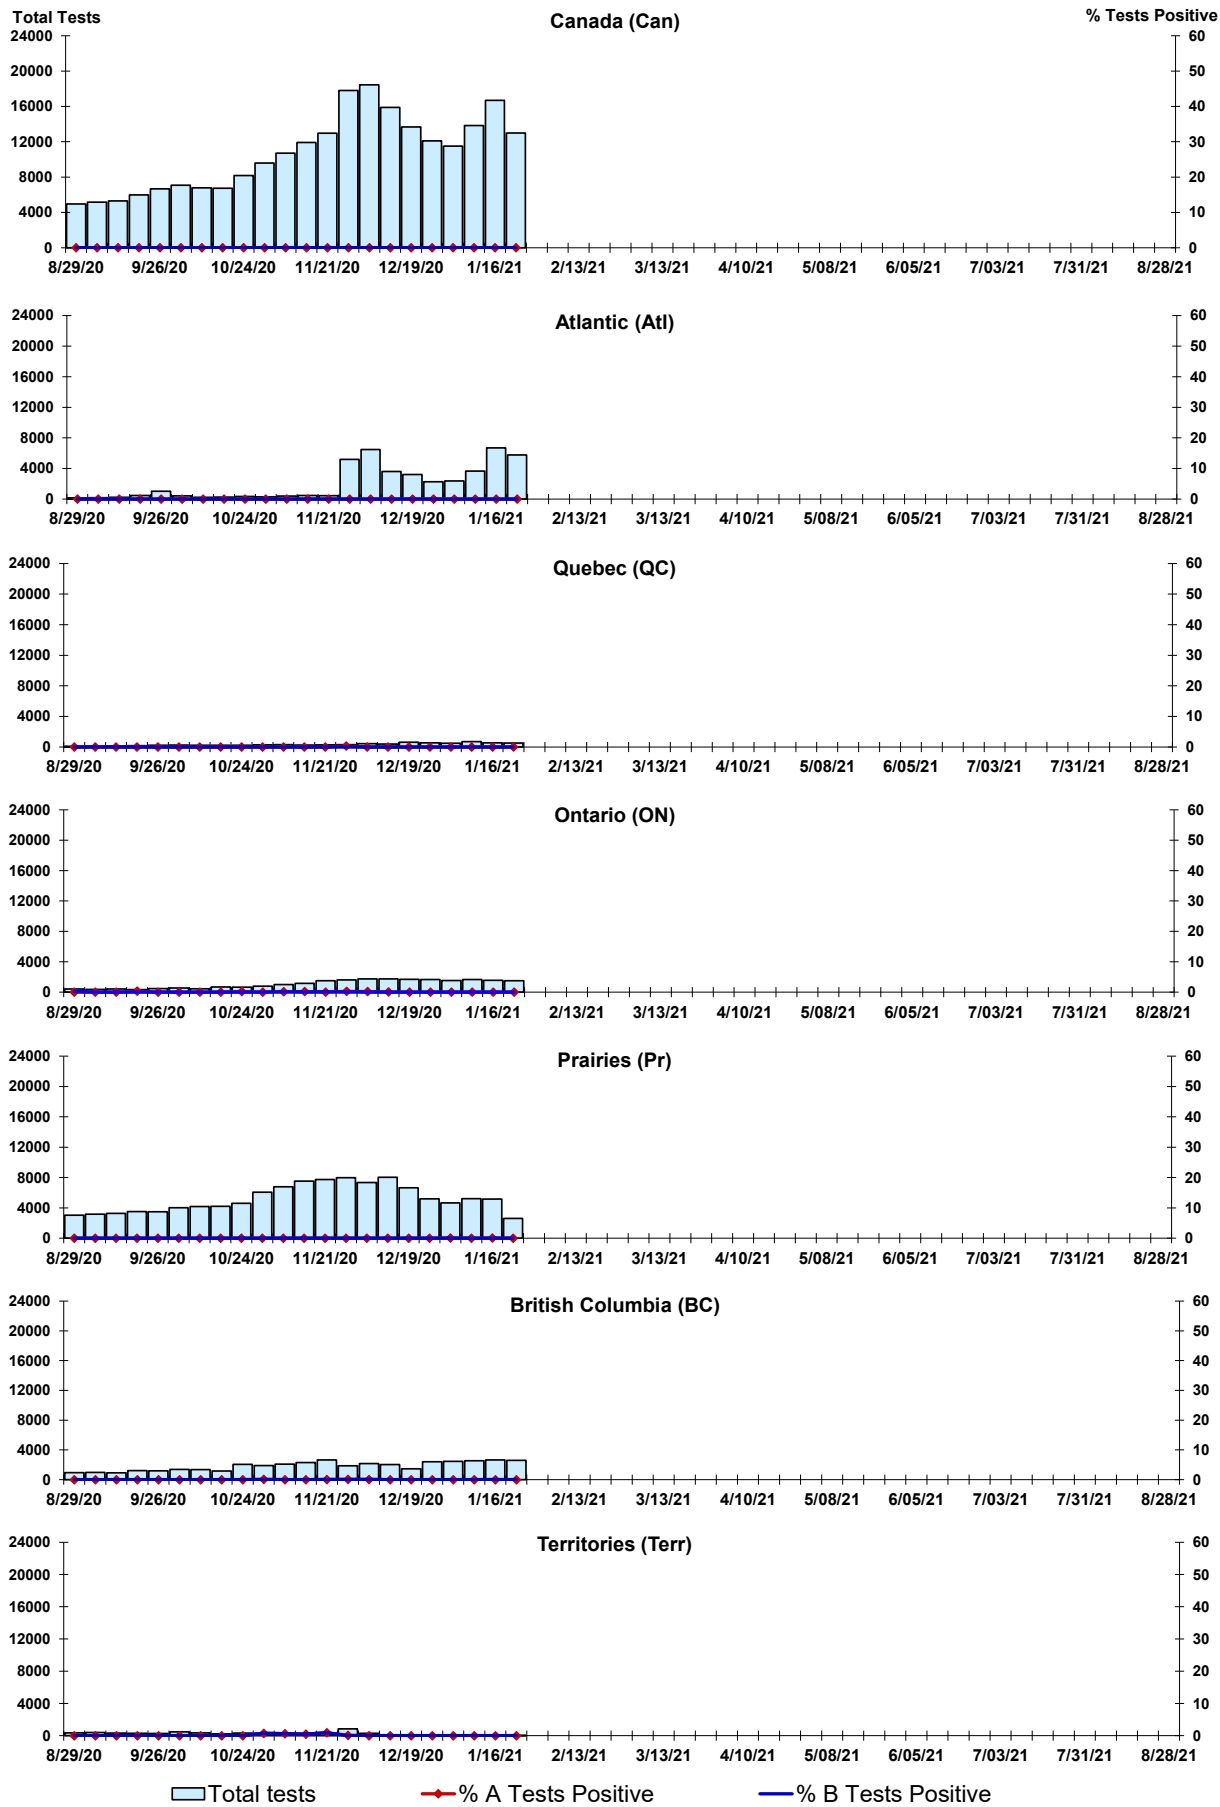 Total Tests
Canada (Can)
% Tests Positive
24000 60
20000 50
16000 40
12000 30
8000 20
4000 10
0 0
8/29/20 9/26/20 10/24/20 11/21/20 12/19/20 1/16/21 2/13/21 3/13/21 4/10/21 5/08/21 6/05/21 7/03/21 7/31/21 8/28/21
Atlantic (Atl)
24000 60
20000 50
16000 40
12000 30
8000 20
4000 10
0 0
8/29/20 9/26/20 10/24/20 11/21/20 12/19/20 1/16/21 2/13/21 3/13/21 4/10/21 5/08/21 6/05/21 7/03/21 7/31/21 8/28/21
Quebec (QC)
24000 60
20000 50
16000 40
12000 30
8000 20
4000 10
0 0
8/29/20 9/26/20 10/24/20 11/21/20 12/19/20 1/16/21 2/13/21 3/13/21 4/10/21 5/08/21 6/05/21 7/03/21 7/31/21 8/28/21
Ontario (ON)
24000 60
20000 50
16000 40
12000 30
8000 20
4000 10
0 0
8/29/20 9/26/20 10/24/20 11/21/20 12/19/20 1/16/21 2/13/21 3/13/21 4/10/21 5/08/21 6/05/21 7/03/21 7/31/21 8/28/21
Prairies (Pr)
24000 60
20000 50
16000 40
12000 30
8000 20
4000 10
0 0
8/29/20 9/26/20 10/24/20 11/21/20 12/19/20 1/16/21 2/13/21 3/13/21 4/10/21 5/08/21 6/05/21 7/03/21 7/31/21 8/28/21
British Columbia (BC)
24000 60
20000 50
16000 40
12000 30
8000 20
4000 10
0 0
8/29/20 9/26/20 10/24/20 11/21/20 12/19/20 1/16/21 2/13/21 3/13/21 4/10/21 5/08/21 6/05/21 7/03/21 7/31/21 8/28/21
Territories (Terr)
24000 60
20000 50
16000 40
12000 30
8000 20
4000 10
0 0
8/29/20 9/26/20 10/24/20 11/21/20 12/19/20 1/16/21 2/13/21 3/13/21 4/10/21 5/08/21 6/05/21 7/03/21 7/31/21 8/28/21
Total tests % A Tests Positive % B Tests Positive